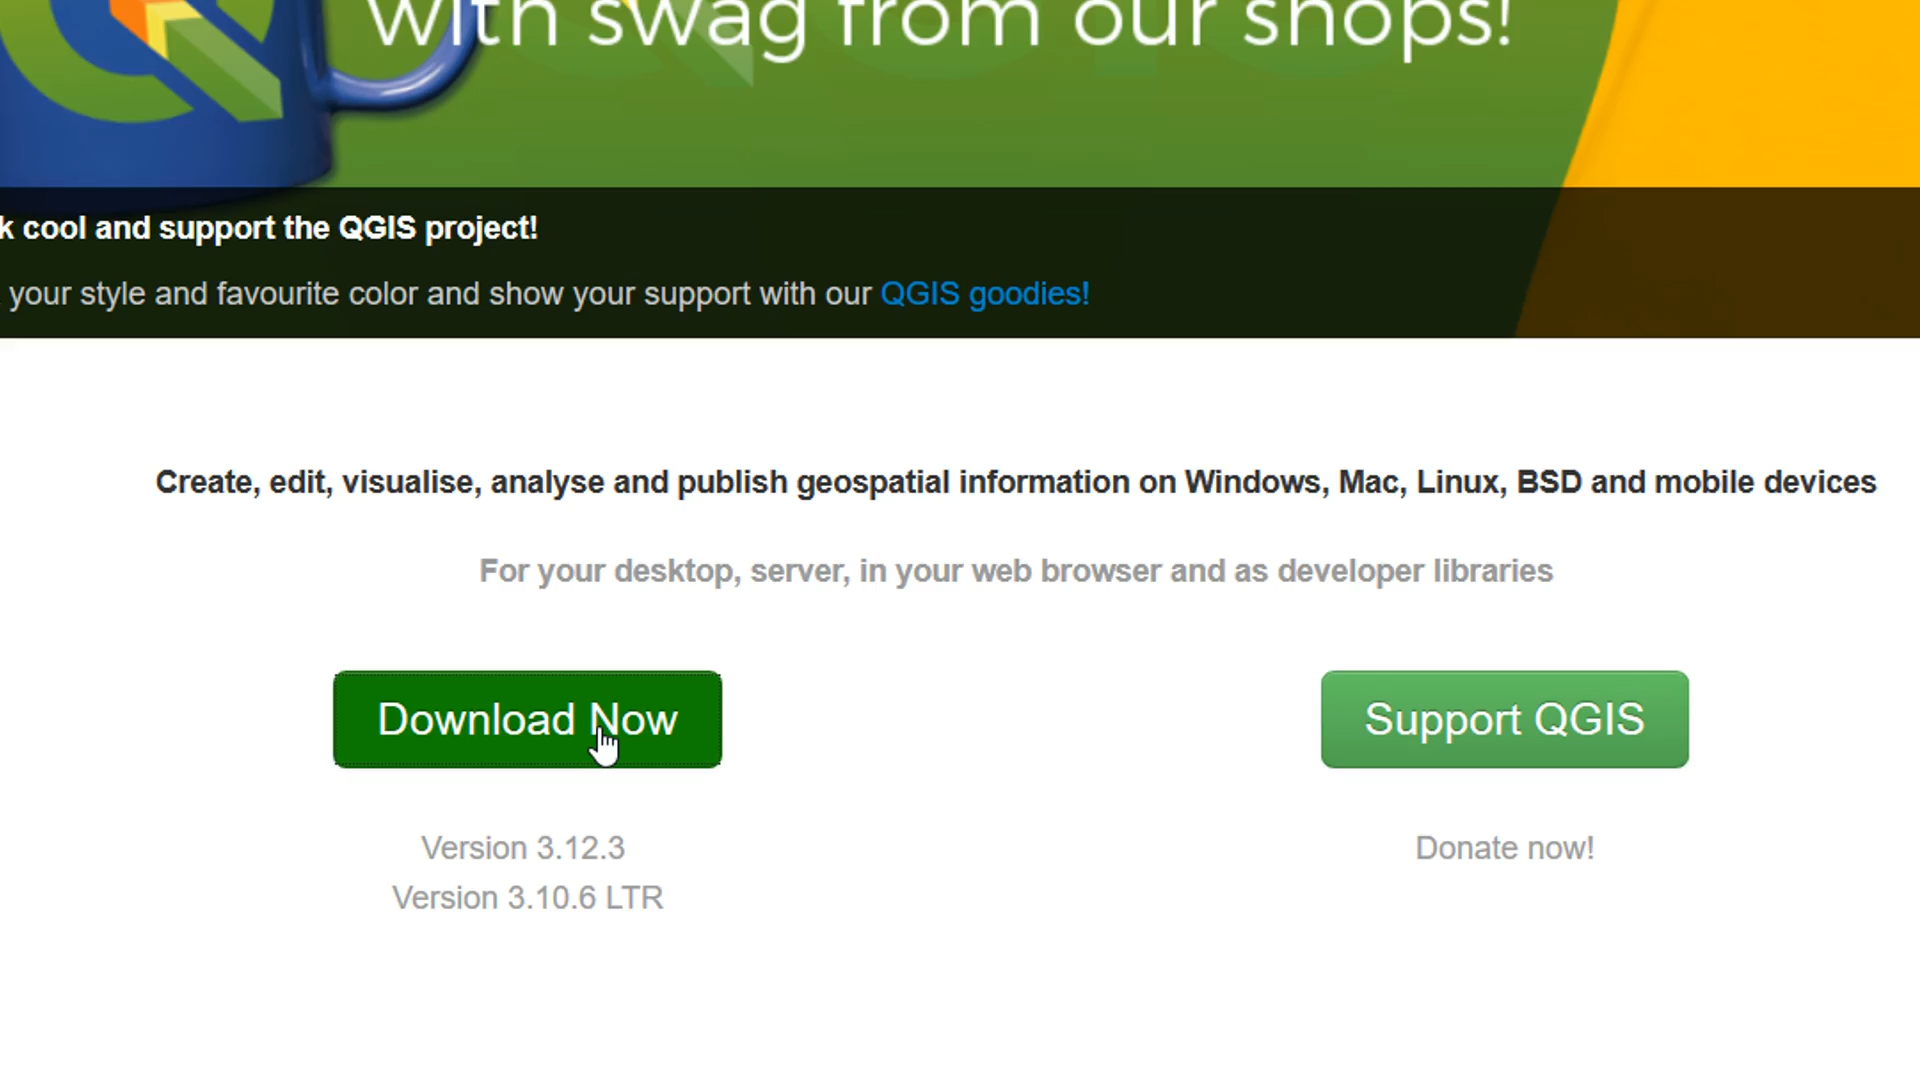 with swag from our shops!
k cool and support the QGIS project!
your style and favourite color and show your support with our QGIS goodies!
Create, edit, visualise, analyse and publish geospatial information on Windows, Mac, Linux, BSD and mobile devices
For your desktop, server, in your web browser and as developer libraries
Download Now
Support QGIS
Version 3.12.3
Donate now!
Version 3.10.6 LTR